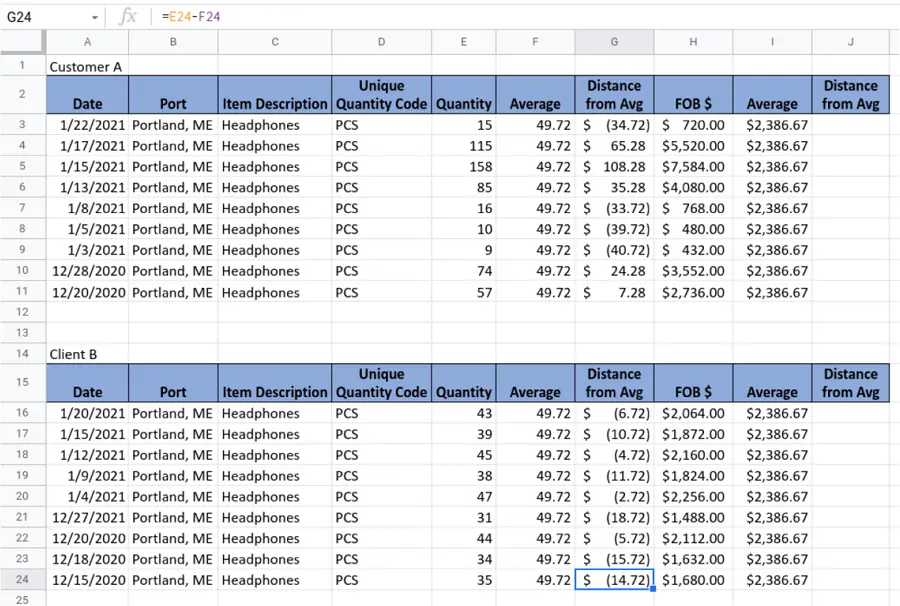 G24 fx =E24-F24
A B C D E F G H I J
1 Customer A
2 Date Port Item Description Unique Quantity Code Quantity Average Distance from Avg FOB $ Average Distance from Avg
3 1/22/2021 Portland, ME Headphones PCS 15 49.72 $ (34.72) $ 720.00 $2,386.67
4 1/17/2021 Portland, ME Headphones PCS 115 49.72 $ 65.28 $5,520.00 $2,386.67
5 1/15/2021 Portland, ME Headphones PCS 158 49.72 $ 108.28 $7,584.00 $2,386.67
6 1/13/2021 Portland, ME Headphones PCS 85 49.72 $ 35.28 $4,080.00 $2,386.67
7 1/8/2021 Portland, ME Headphones PCS 16 49.72 $ (33.72) $ 768.00 $2,386.67
8 1/5/2021 Portland, ME Headphones PCS 10 49.72 $ (39.72) $ 480.00 $2,386.67
9 1/3/2021 Portland, ME Headphones PCS 9 49.72 $ (40.72) $ 432.00 $2,386.67
10 12/28/2020 Portland, ME Headphones PCS 74 49.72 $ 24.28 $3,552.00 $2,386.67
11 12/20/2020 Portland, ME Headphones PCS 57 49.72 $ 7.28 $2,736.00 $2,386.67
12
13
14 Client B
15 Date Port Item Description Unique Quantity Code Quantity Average Distance from Avg FOB $ Average Distance from Avg
16 1/20/2021 Portland, ME Headphones PCS 43 49.72 $ (6.72) $2,064.00 $2,386.67
17 1/15/2021 Portland, ME Headphones PCS 39 49.72 $ (10.72) $1,872.00 $2,386.67
18 1/12/2021 Portland, ME Headphones PCS 45 49.72 $ (4.72) $2,160.00 $2,386.67
19 1/9/2021 Portland, ME Headphones PCS 38 49.72 $ (11.72) $1,824.00 $2,386.67
20 1/4/2021 Portland, ME Headphones PCS 47 49.72 $ (2.72) $2,256.00 $2,386.67
21 12/27/2021 Portland, ME Headphones PCS 31 49.72 $ (18.72) $1,488.00 $2,386.67
22 12/20/2020 Portland, ME Headphones PCS 44 49.72 $ (5.72) $2,112.00 $2,386.67
23 12/18/2020 Portland, ME Headphones PCS 34 49.72 $ (15.72) $1,632.00 $2,386.67
24 12/15/2020 Portland, ME Headphones PCS 35 49.72 $ (14.72) $1,680.00 $2,386.67
25